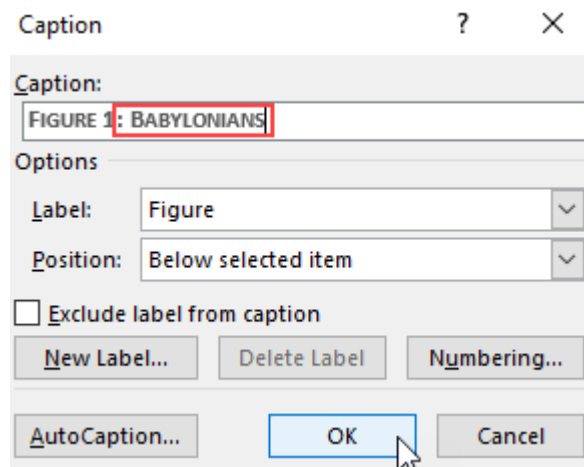 Caption ?
Caption:
FIGURE 1: BABYLONIANS
Options
Label: Figure
Position: Below selected item
Exclude label from caption
New Label... Delete Label Numbering...
AutoCaption... OK Cancel